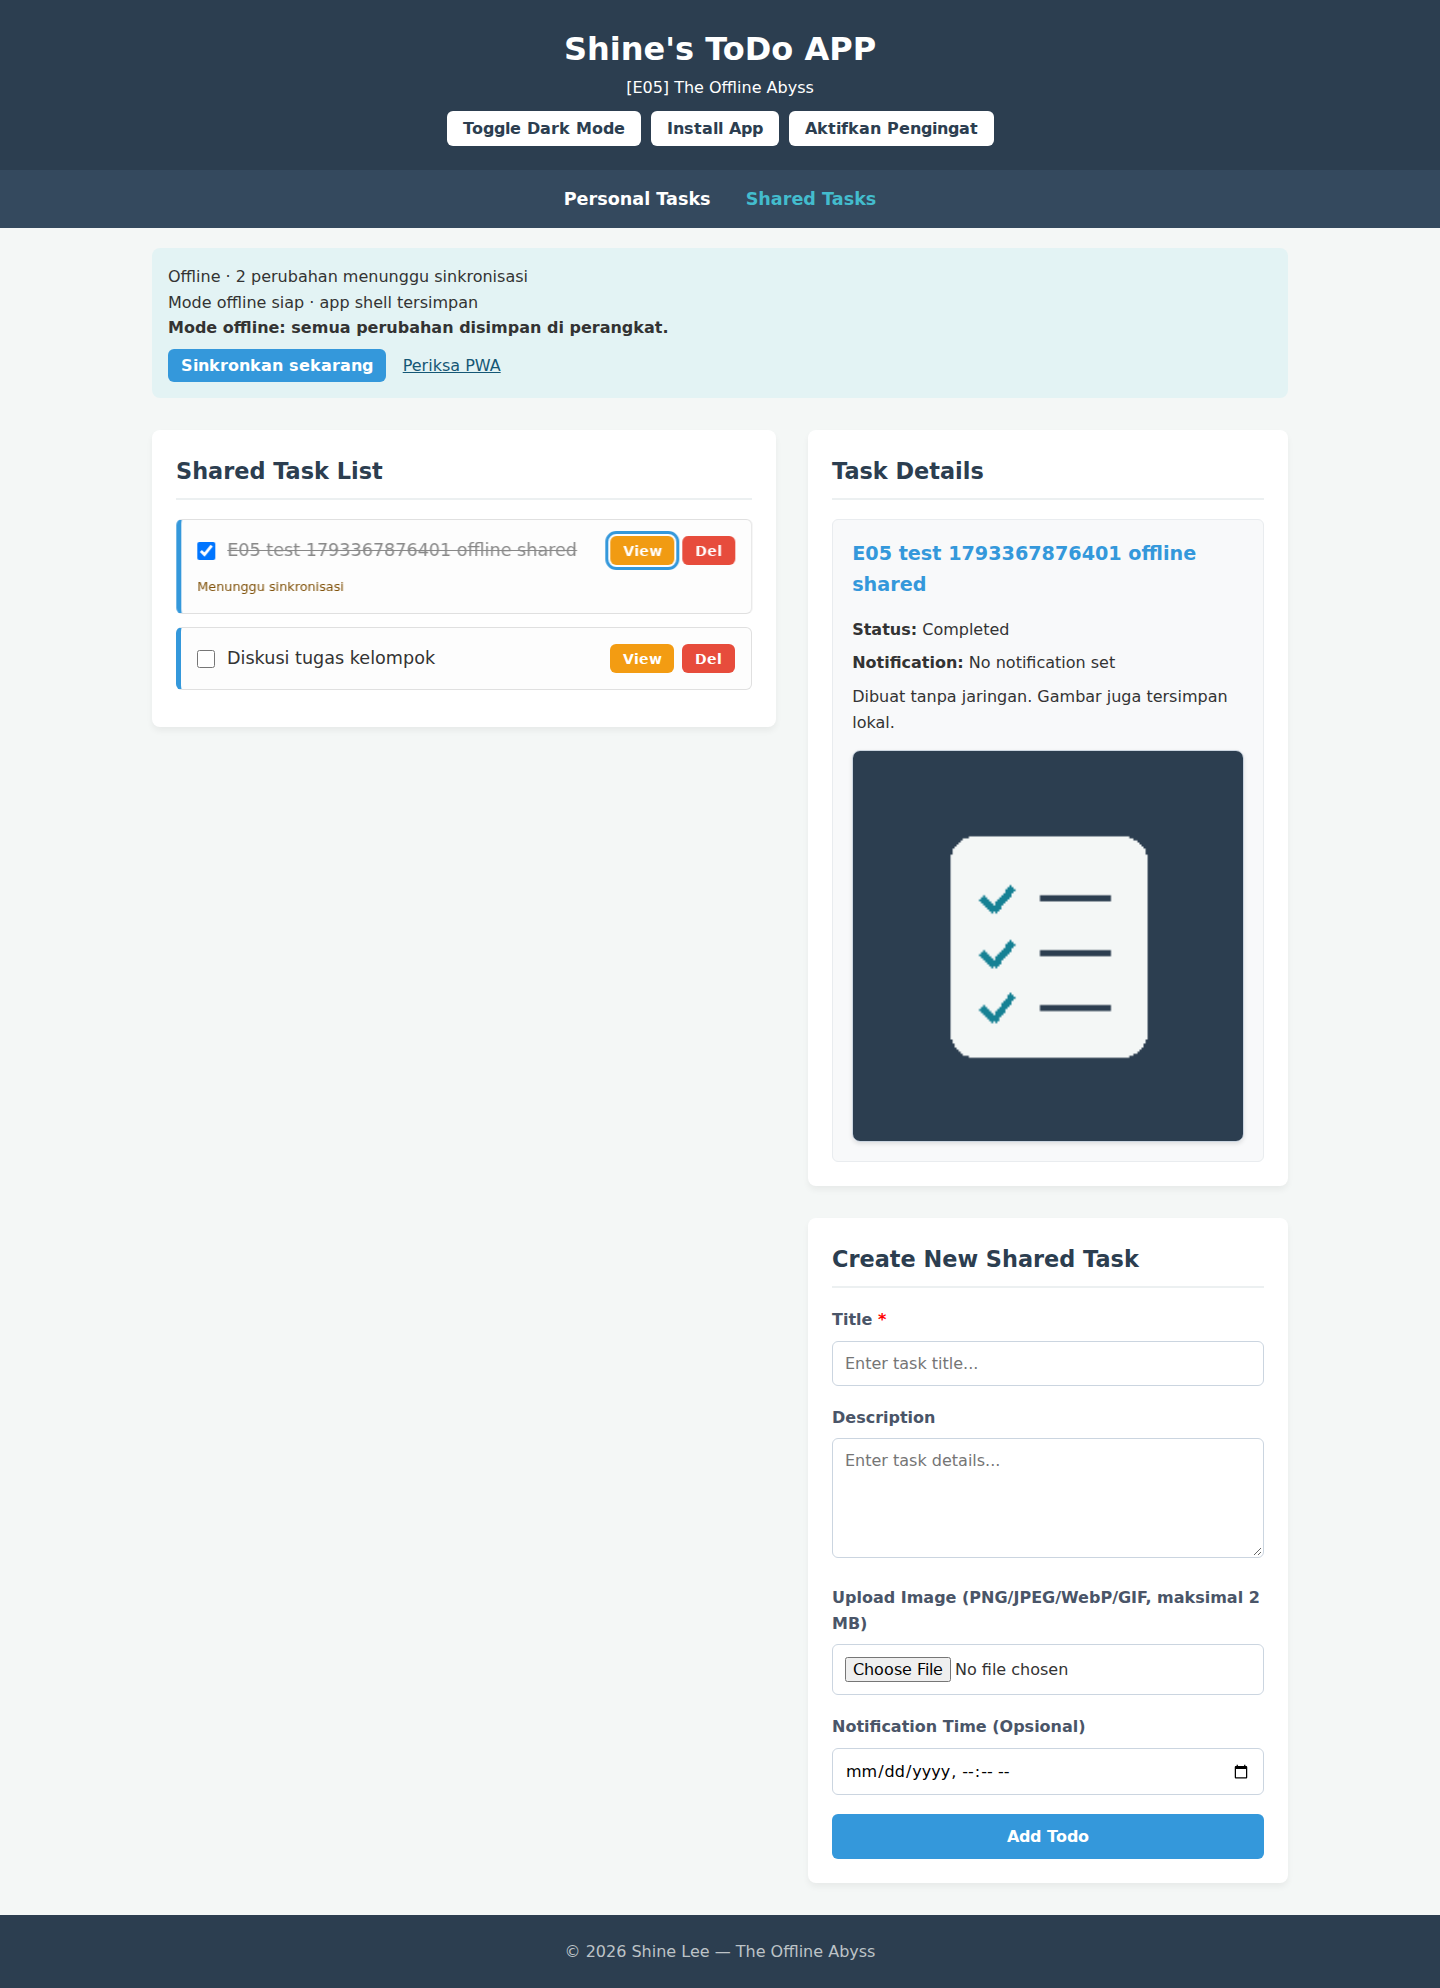 Shine's ToDo APP
[E05] The Offline Abyss
Toggle Dark Mode
Install App
Aktifkan Pengingat
Personal Tasks
Shared Tasks
Offline · 2 perubahan menunggu sinkronisasi
Mode offline siap · app shell tersimpan
Mode offline: semua perubahan disimpan di perangkat.
Sinkronkan sekarang
Periksa PWA
Shared Task List
E05 test 1793367876401 offline shared
View
Del
Menunggu sinkronisasi
Diskusi tugas kelompok
View
Del
Task Details
E05 test 1793367876401 offline
shared
Status: Completed
Notification: No notification set
Dibuat tanpa jaringan. Gambar juga tersimpan
lokal.
Create New Shared Task
Title *
Enter task title...
Description
Enter task details...
Upload Image (PNG/JPEG/WebP/GIF, maksimal 2
MB)
Choose File No file chosen
Notification Time (Opsional)
mm/dd/yyyy, --:-- --
Add Todo
© 2026 Shine Lee — The Offline Abyss